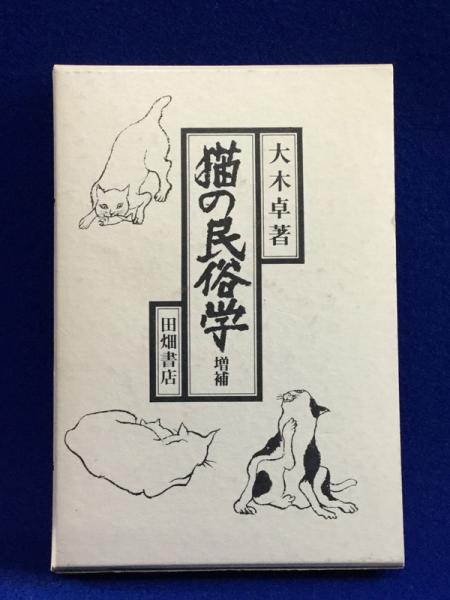 大木卓著
猫の民俗学
増補
田畑書店